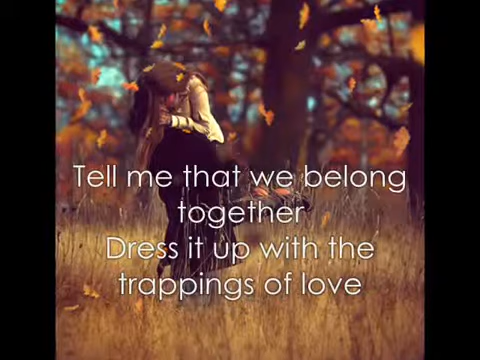 Tell me that we belong
together
Dress it up with the
trappings of love